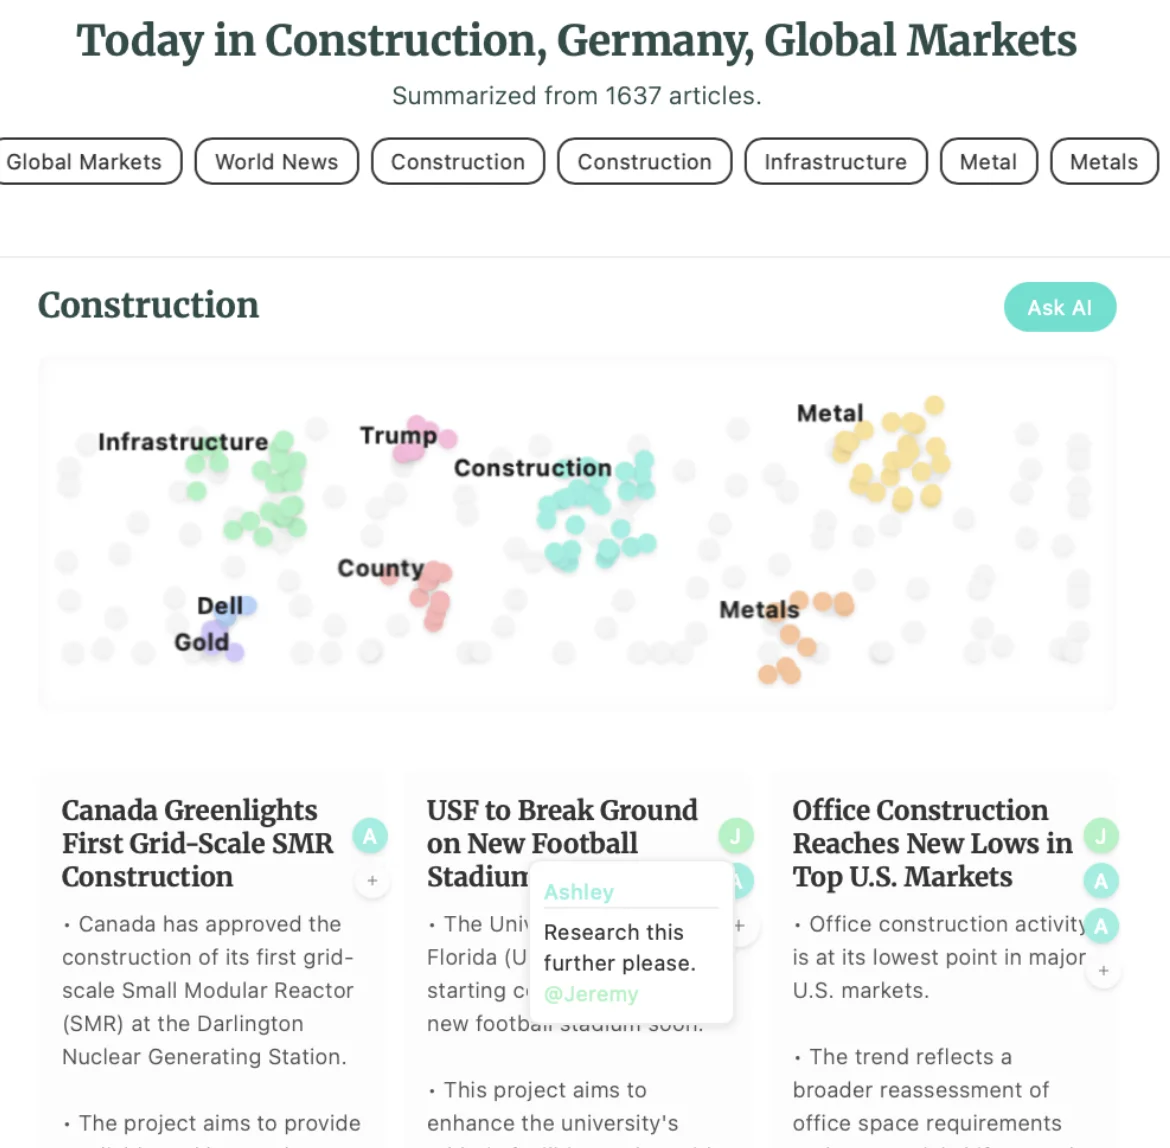 Today in Construction, Germany, Global Markets
Summarized from 1637 articles.
Global Markets
World News
Construction
Construction
Infrastructure
Metal
Metals
Construction
Ask AI
Infrastructure
Trump
Construction
Metal
County
Dell
Gold
Metals
Canada Greenlights
First Grid-Scale SMR
Construction
A
+
• Canada has approved the
construction of its first grid-
scale Small Modular Reactor
(SMR) at the Darlington
Nuclear Generating Station.
• The project aims to provide
USF to Break Ground
on New Football
Stadium
J
A
+
• The
Florida
starting
new football stadium soon.
• This project aims to
enhance the university's
Ashley
Research this
further please.
@Jeremy
Office Construction
Reaches New Lows in
Top U.S. Markets
J
A
A
+
• Office construction activity
is at its lowest point in major
U.S. markets.
• The trend reflects a
broader reassessment of
office space requirements